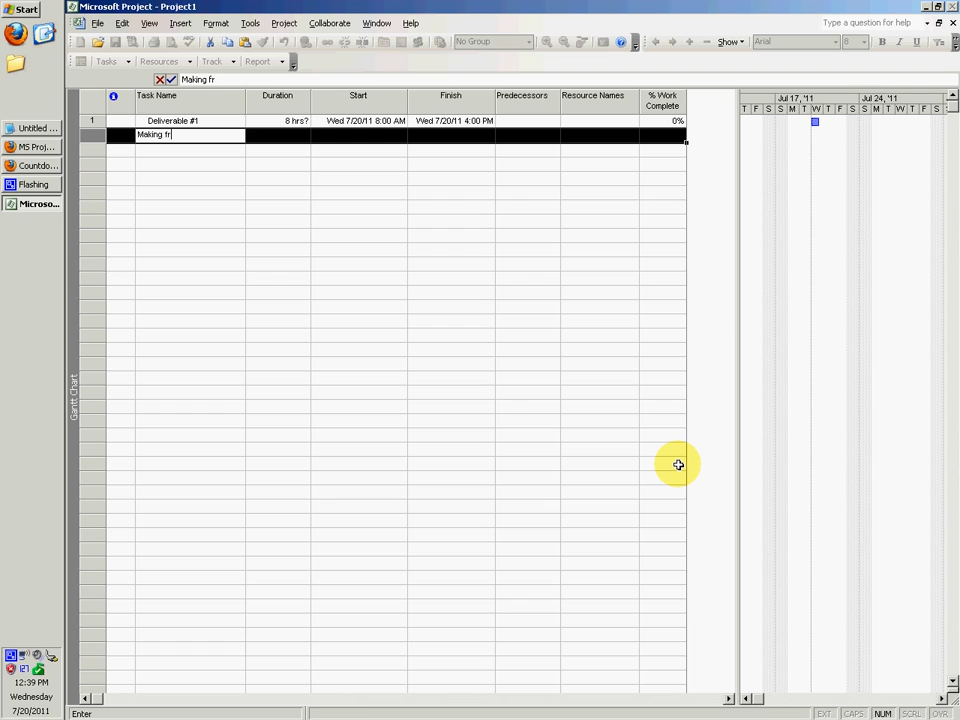 Start
Microsoft Project - Project1
File Edit View Insert Format Tools Project Collaborate Window Help
Type a question for help
No Group
Show
Arial
8
B I U
Tasks Resources Track Report
Making fr
Task Name Duration Start Finish Predecessors Resource Names % Work Complete
Jul 17, '11 Jul 24, '11
T F S S M T W T F S S M T W T F S
1 Deliverable #1 8 hrs? Wed 7/20/11 8:00 AM Wed 7/20/11 4:00 PM 0%
Making fr
Gantt Chart
Untitled ...
MS Proj...
Countdo...
Flashing
Microso...
12:39 PM
Wednesday
7/20/2011
Enter
EXT CAPS NUM SCRL OVR